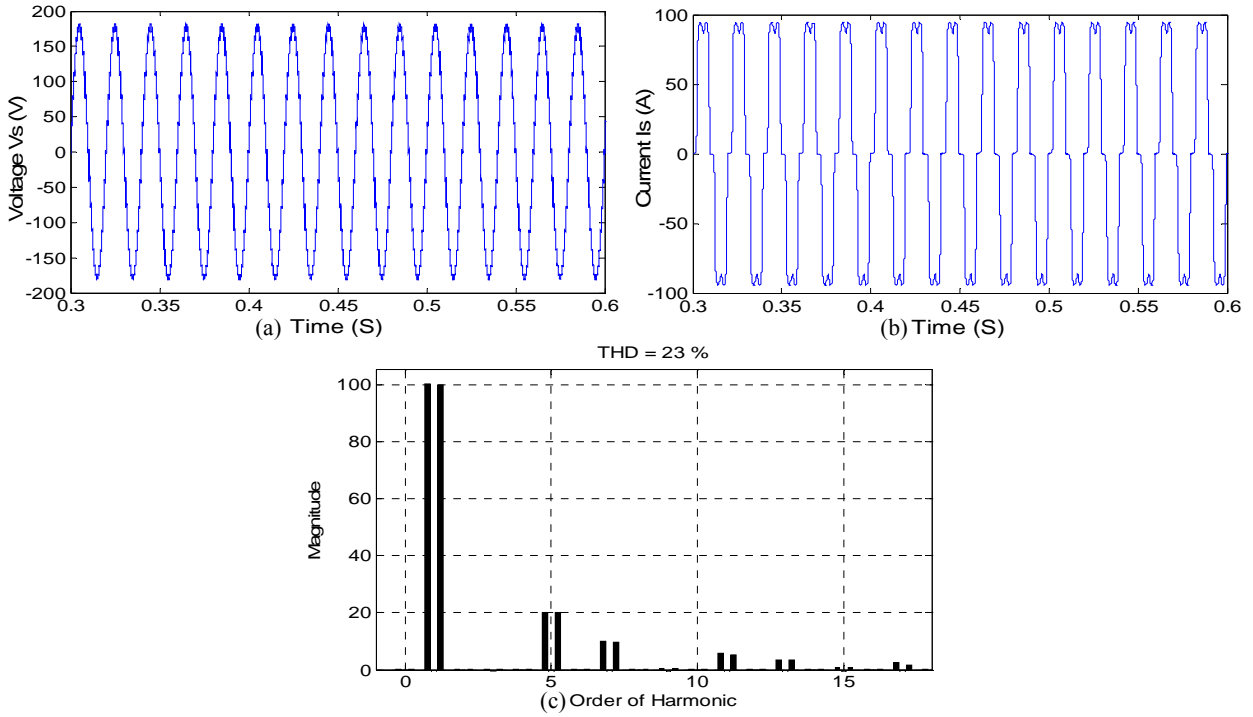 200
150
100
50
0
-50
-100
-150
-200
Voltage Vs (V)
0.3 0.35 0.4 0.45 0.5 0.55 0.6
(a) Time (S)
100
50
0
-50
-100
Current Is (A)
0.3 0.35 0.4 0.45 0.5 0.55 0.6
(b) Time (S)
THD = 23 %
100
80
60
40
20
0
Magnitude
0 5 10 15
(c) Order of Harmonic